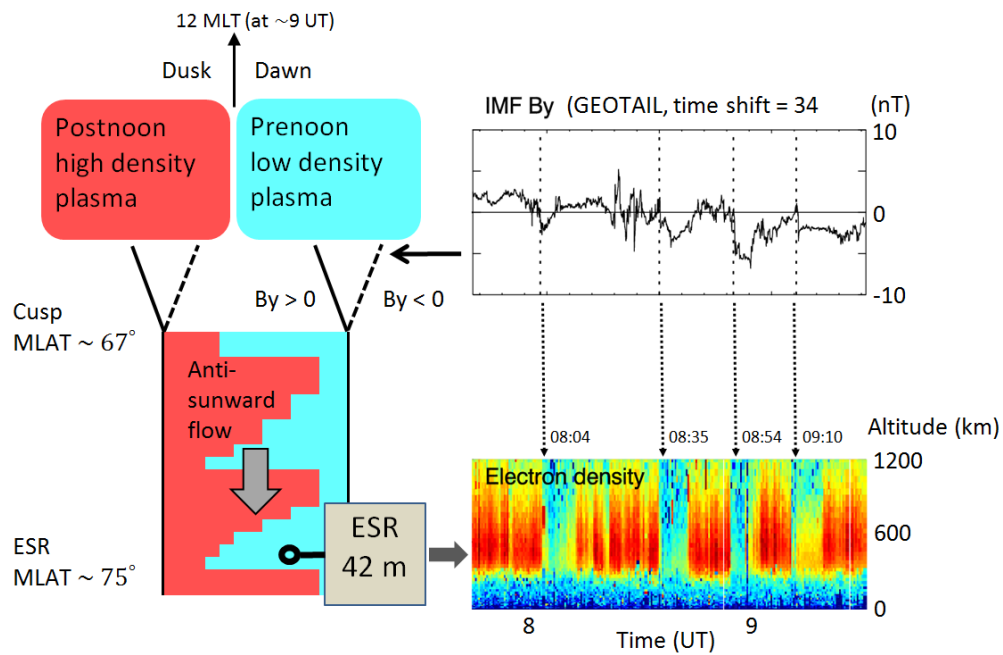 12 MLT (at ~9 UT)
Dusk
Dawn
Postnoon
high density
plasma
Prenoon
low density
plasma
By > 0
By < 0
Cusp
MLAT ~ 67°
Anti-
sunward
flow
ESR
MLAT ~ 75°
ESR
42 m
IMF By (GEOTAIL, time shift = 34
(nT)
10
0
-10
08:04
08:35
08:54
09:10
Altitude (km)
Electron density
1200
600
0
8
9
Time (UT)